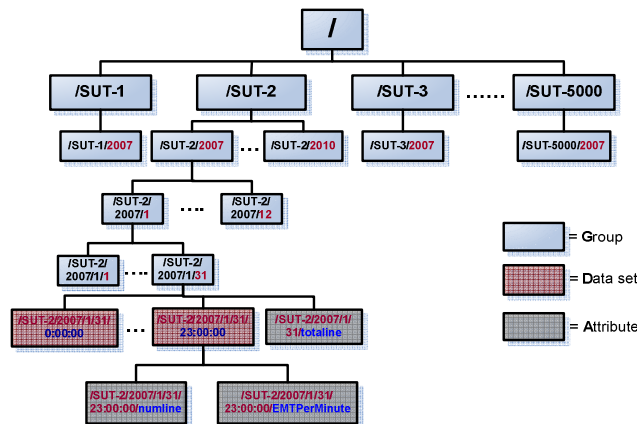 /
/SUT-1
/SUT-2
/SUT-3
......
/SUT-5000
/SUT-1/2007
/SUT-2/2007
...
/SUT-2/2010
/SUT-3/2007
/SUT-5000/2007
/SUT-2/
2007/1
....
/SUT-2/
2007/12
/SUT-2/
2007/1/1
....
/SUT-2/
2007/1/31
/SUT-2/2007/1/31/
0:00:00
...
/SUT-2/2007/1/31/
23:00:00
/SUT-2/2007/1/
31/totaline
/SUT-2/2007/1/31/
23:00:00/numline
/SUT-2/2007/1/31/
23:00:00/EMTPerMinute
= Group
= Data set
= Attribute